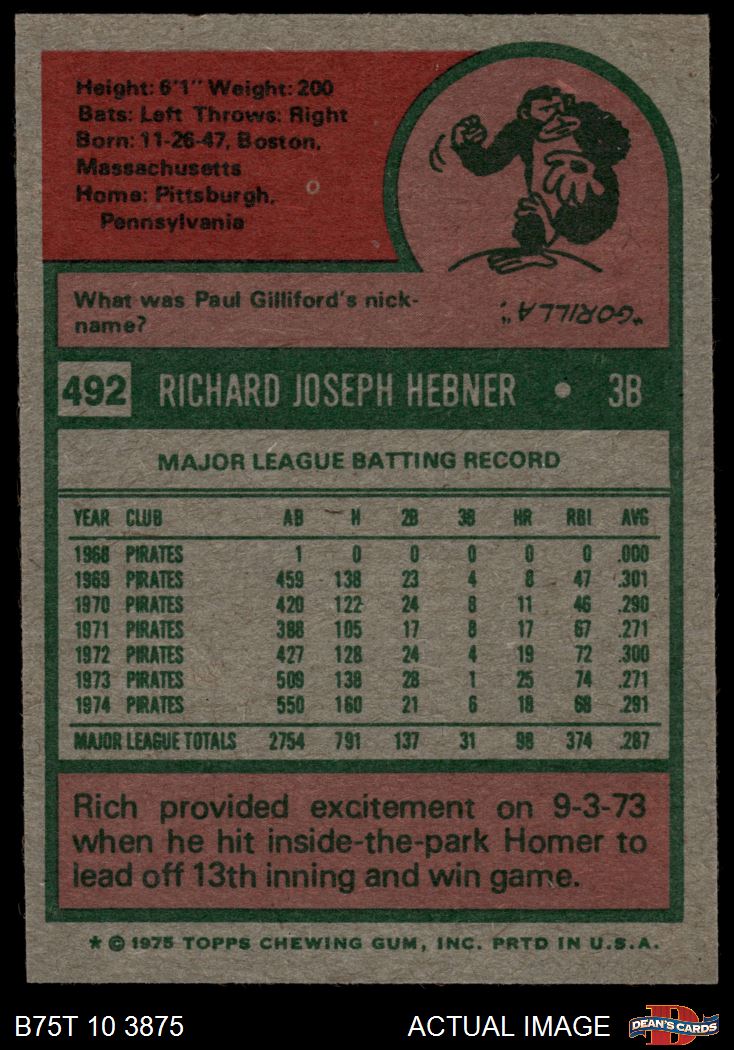 Height: 6'1" Weight: 200
Bats: Left Throws: Right
Born: 11-26-47, Boston,
Massachusetts
Home: Pittsburgh,
Pennsylvania
What was Paul Gilliford's nick-
name?
"GORILLA".
492 RICHARD JOSEPH HEBNER • 3B
MAJOR LEAGUE BATTING RECORD
YEAR CLUB AB H 2B 3B HR RBI AVG
1968 PIRATES 1 0 0 0 0 0 .000
1969 PIRATES 459 138 23 4 8 47 .301
1970 PIRATES 420 122 24 8 11 46 .290
1971 PIRATES 388 105 17 8 17 67 .271
1972 PIRATES 427 128 24 4 19 72 .300
1973 PIRATES 509 138 28 1 25 74 .271
1974 PIRATES 550 160 21 6 18 68 .291
MAJOR LEAGUE TOTALS 2754 791 137 31 98 374 .287
Rich provided excitement on 9-3-73
when he hit inside-the-park Homer to
lead off 13th inning and win game.
* © 1975 TOPPS CHEWING GUM, INC. PRTD IN U.S.A.
B75T 10 3875 ACTUAL IMAGE DEAN'S CARDS